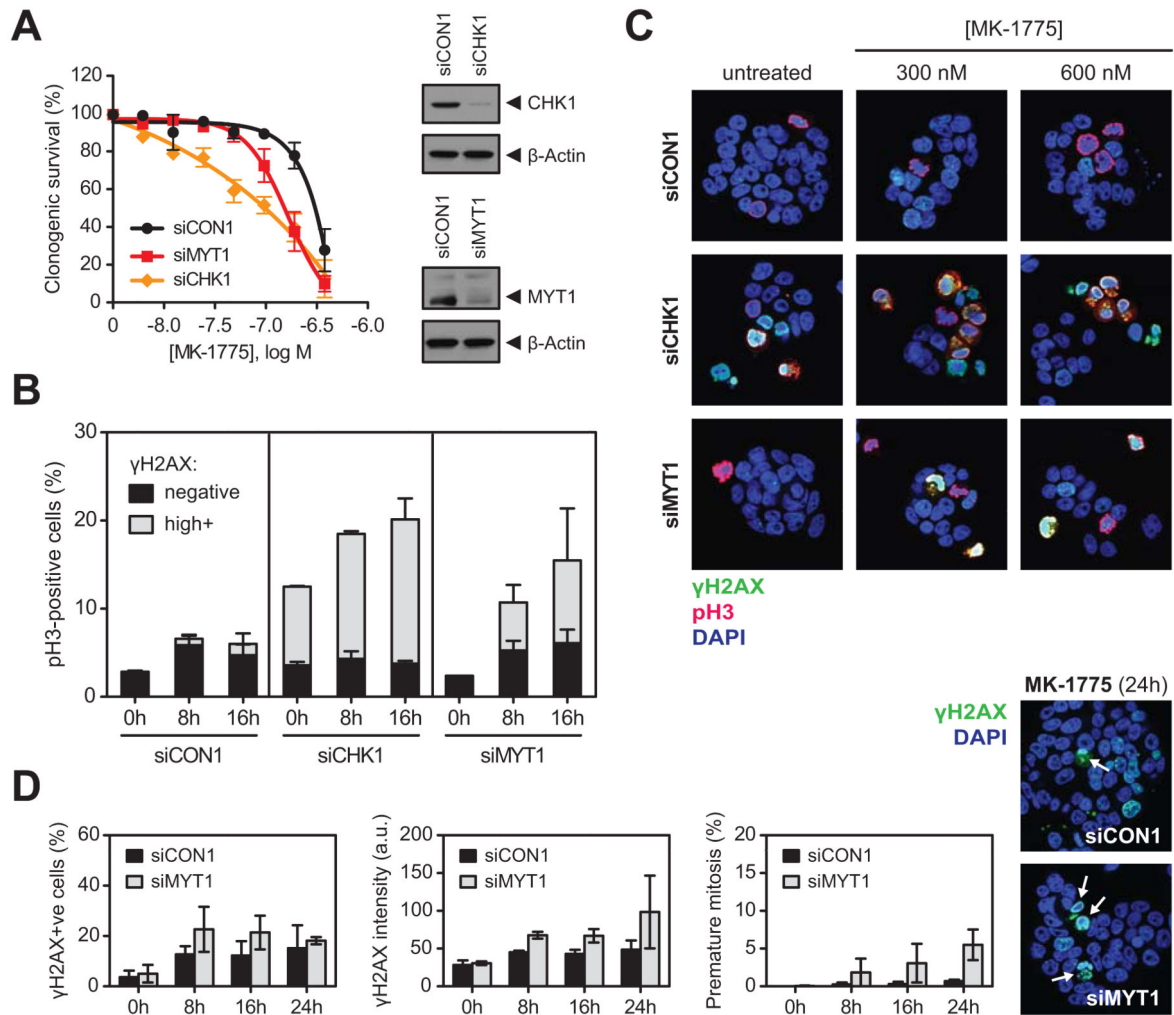 A
Clonogenic survival (%)
120
100
80
60
40
20
0
siCON1
siMYT1
siCHK1
0 -8.0 -7.5 -7.0 -6.5 -6.0
[MK-1775], log M
siCON1
siCHK1
CHK1
β-Actin
siCON1
siMYT1
MYT1
β-Actin
B
pH3-positive cells (%)
30
20
10
0
γH2AX:
negative
high+
0h 8h 16h 0h 8h 16h 0h 8h 16h
siCON1 siCHK1 siMYT1
C
[MK-1775]
untreated 300 nM 600 nM
siCON1
siCHK1
siMYT1
γH2AX
pH3
DAPI
D
γH2AX+ve cells (%)
60
40
20
0
siCON1
siMYT1
0h 8h 16h 24h
γH2AX intensity (a.u.)
200
150
100
50
0
siCON1
siMYT1
0h 8h 16h 24h
Premature mitosis (%)
20
15
10
5
0
siCON1
siMYT1
0h 8h 16h 24h
MK-1775 (24h)
γH2AX
DAPI
siCON1
siMYT1